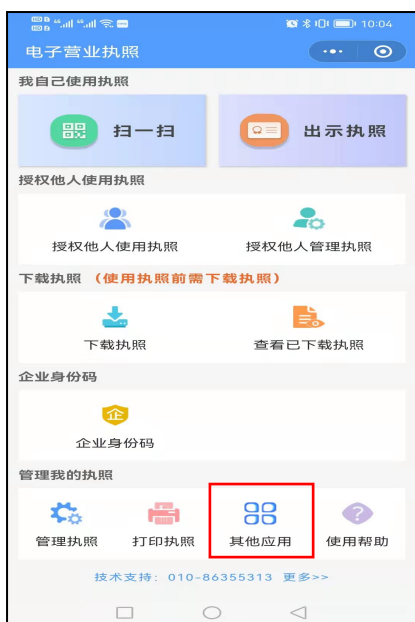 10:04
电子营业执照
我自己使用执照
扫一扫 出示执照
授权他人使用执照
授权他人使用执照 授权他人管理执照
下载执照 (使用执照前需下载执照)
下载执照 查看已下载执照
企业身份码
企
企业身份码
管理我的执照
管理执照 打印执照 其他应用 使用帮助
技术支持: 010-86355313 更多>>